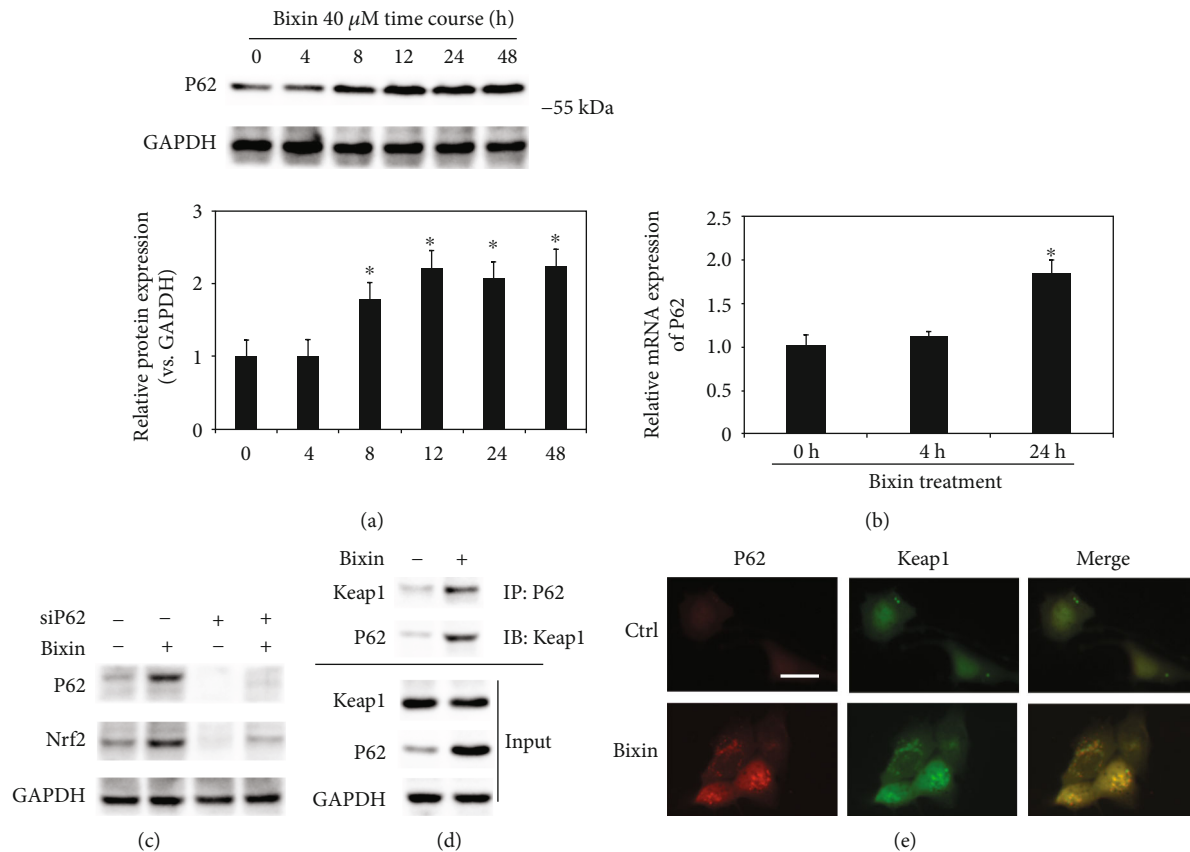 Bixin 40 μM time course (h)
0 4 8 12 24 48
P62
–55 kDa
GAPDH
Relative protein expression
(vs. GAPDH)
3
2
1
0
* * * *
0 4 8 12 24 48
(a)
Relative mRNA expression
of P62
2.5
2.0
1.5
1.0
0.5
0
*
0 h 4 h 24 h
Bixin treatment
(b)
siP62 – – + +
Bixin – + – +
P62
Nrf2
GAPDH
(c)
Bixin – +
Keap1 IP: P62
P62 IB: Keap1
Keap1
P62 Input
GAPDH
(d)
P62 Keap1 Merge
Ctrl
Bixin
(e)